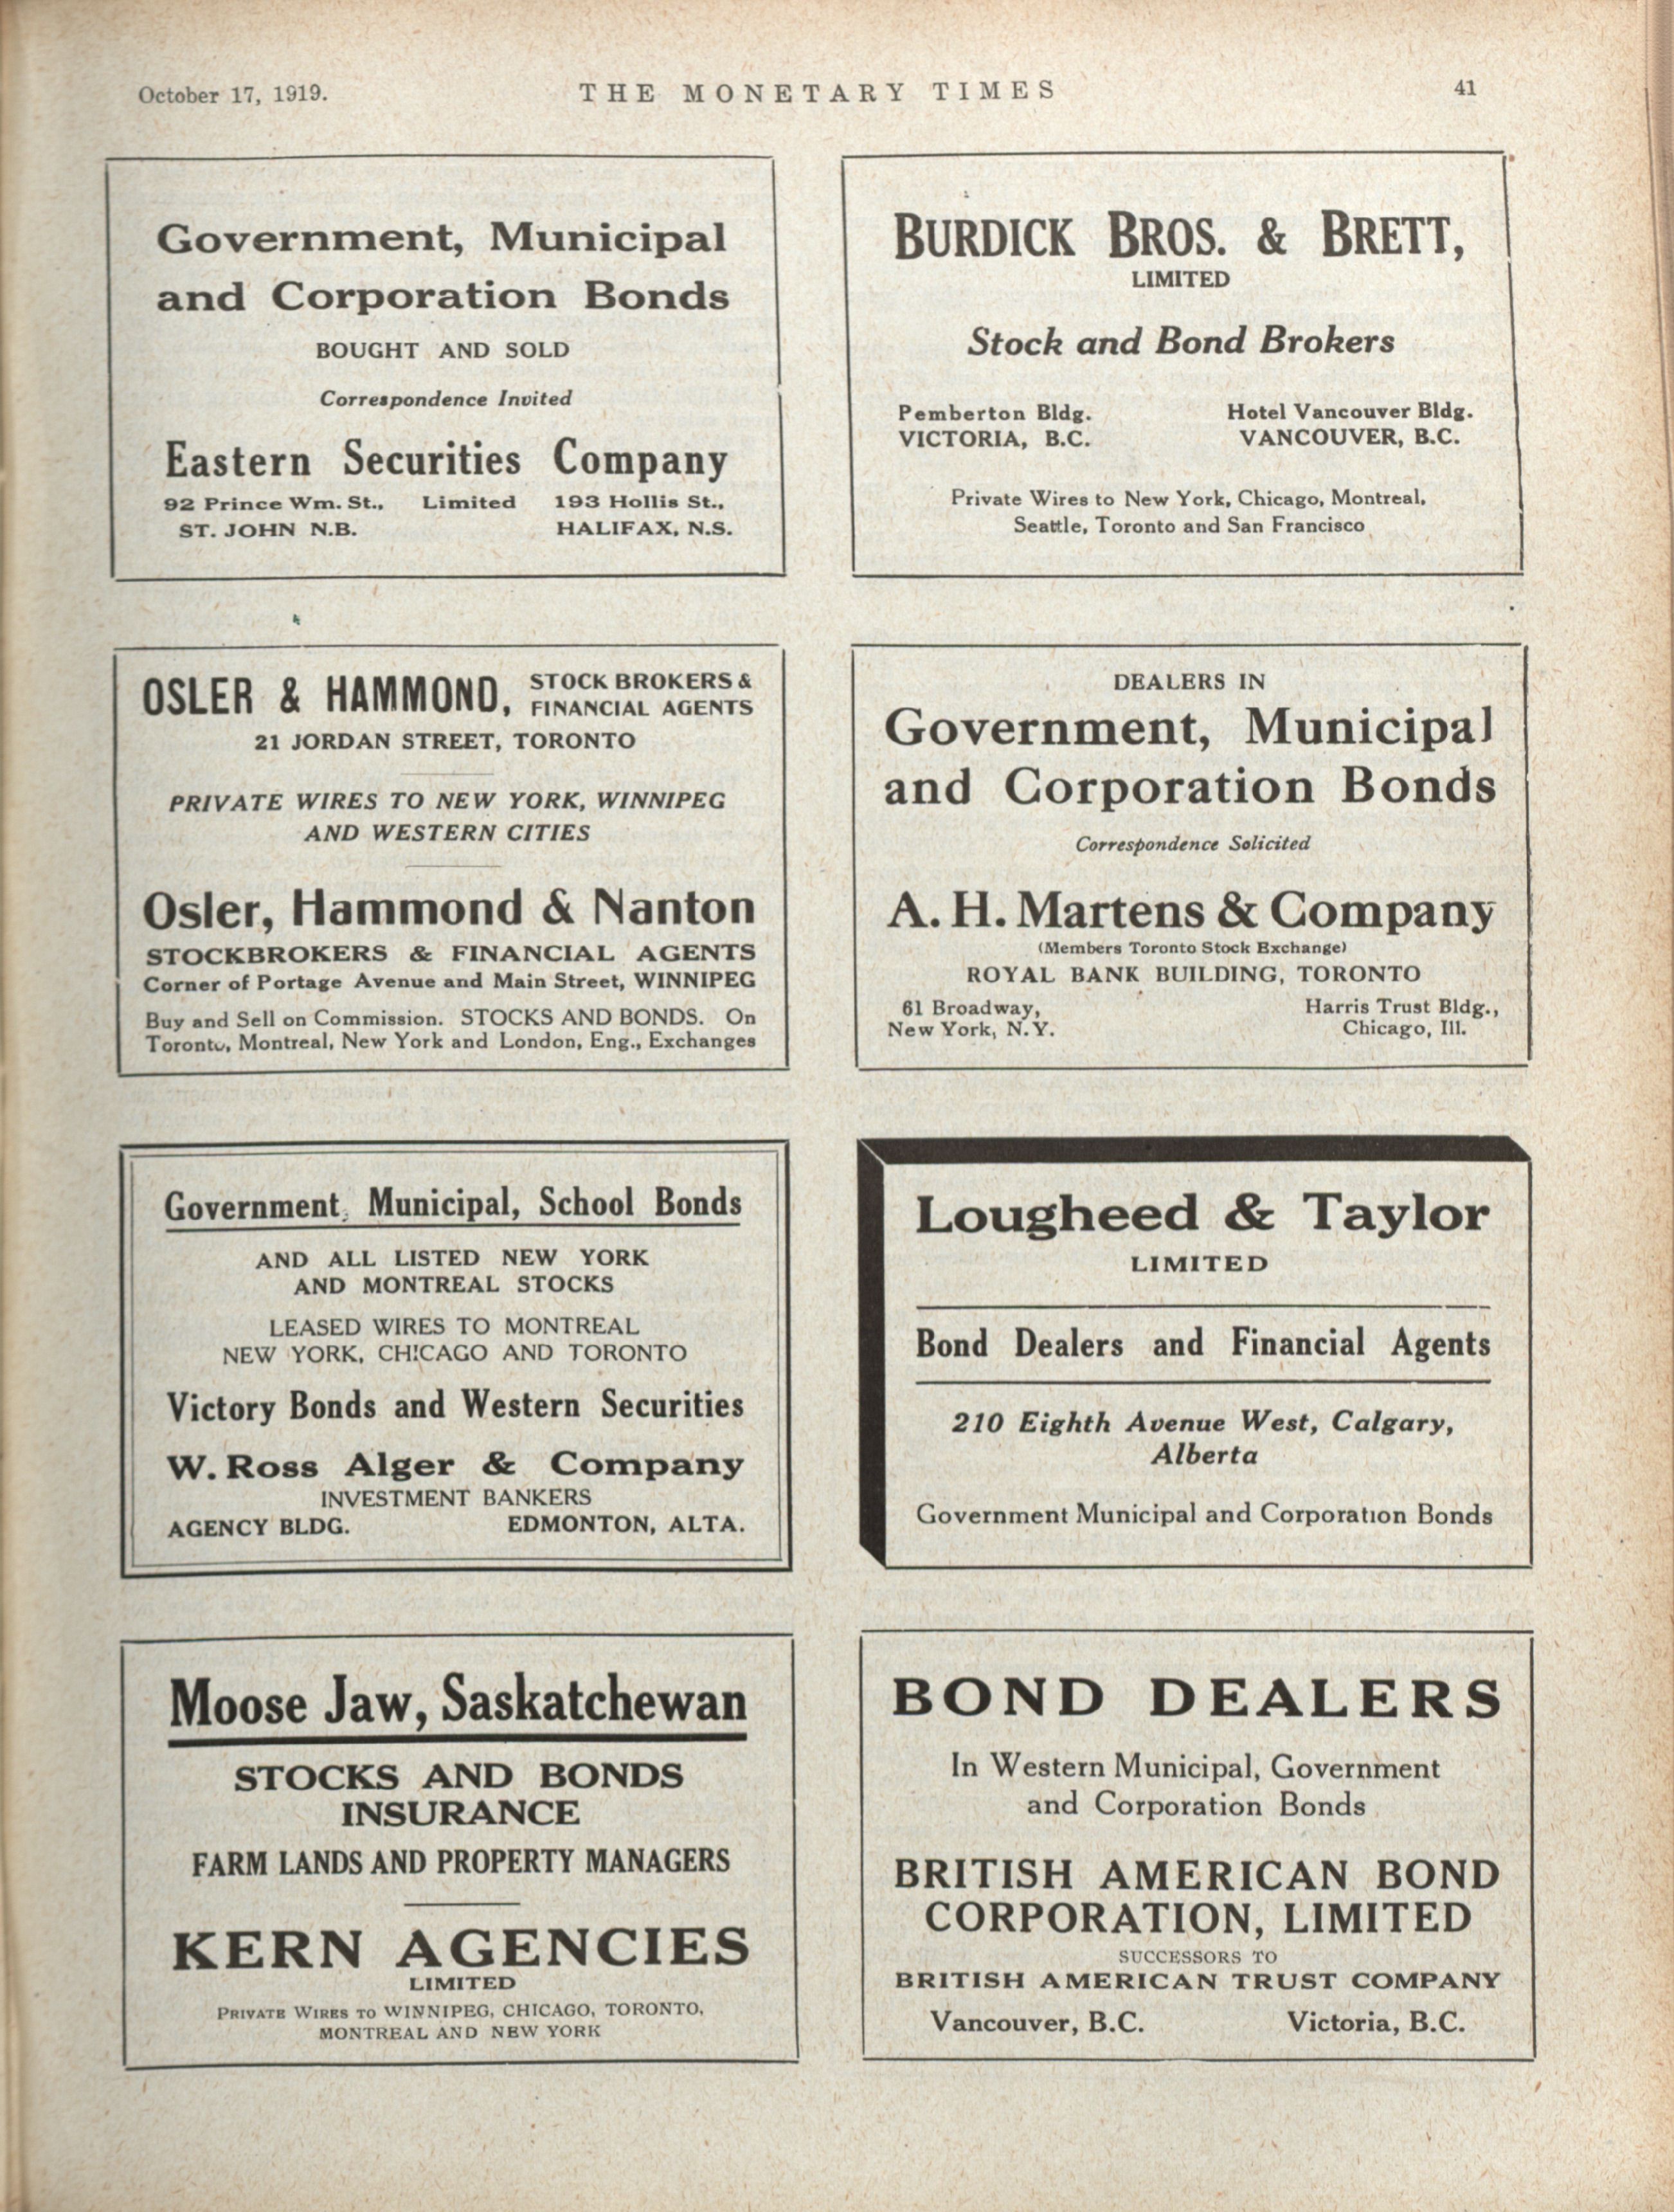 October 17, 1919.
THE MONETARY TIMES
41
Government, Municipal
and Corporation Bonds
BOUGHT AND SOLD
Correspondence Invited
Eastern Securities Company
92 Prince Wm. St., Limited 193 Hollis St.,
ST. JOHN N.B. HALIFAX, N.S.
BURDICK BROS. & BRETT,
LIMITED
Stock and Bond Brokers
Pemberton Bldg. Hotel Vancouver Bldg.
VICTORIA, B.C. VANCOUVER, B.C.
Private Wires to New York, Chicago, Montreal,
Seattle, Toronto and San Francisco
OSLER & HAMMOND, STOCK BROKERS &
FINANCIAL AGENTS
21 JORDAN STREET, TORONTO
PRIVATE WIRES TO NEW YORK, WINNIPEG
AND WESTERN CITIES
Osler, Hammond & Nanton
STOCKBROKERS & FINANCIAL AGENTS
Corner of Portage Avenue and Main Street, WINNIPEG
Buy and Sell on Commission. STOCKS AND BONDS. On
Toronto, Montreal, New York and London, Eng., Exchanges
DEALERS IN
Government, Municipal
and Corporation Bonds
Correspondence Solicited
A. H. Martens & Company
(Members Toronto Stock Exchange)
ROYAL BANK BUILDING, TORONTO
61 Broadway, Harris Trust Bldg.,
New York, N.Y. Chicago, Ill.
Government, Municipal, School Bonds
AND ALL LISTED NEW YORK
AND MONTREAL STOCKS
LEASED WIRES TO MONTREAL
NEW YORK, CHICAGO AND TORONTO
Victory Bonds and Western Securities
W. Ross Alger & Company
INVESTMENT BANKERS
AGENCY BLDG. EDMONTON, ALTA.
Lougheed & Taylor
LIMITED
Bond Dealers and Financial Agents
210 Eighth Avenue West, Calgary,
Alberta
Government Municipal and Corporation Bonds
Moose Jaw, Saskatchewan
STOCKS AND BONDS
INSURANCE
FARM LANDS AND PROPERTY MANAGERS
KERN AGENCIES
LIMITED
PRIVATE WIRES TO WINNIPEG, CHICAGO, TORONTO,
MONTREAL AND NEW YORK
BOND DEALERS
In Western Municipal, Government
and Corporation Bonds
BRITISH AMERICAN BOND
CORPORATION, LIMITED
SUCCESSORS TO
BRITISH AMERICAN TRUST COMPANY
Vancouver, B.C. Victoria, B.C.